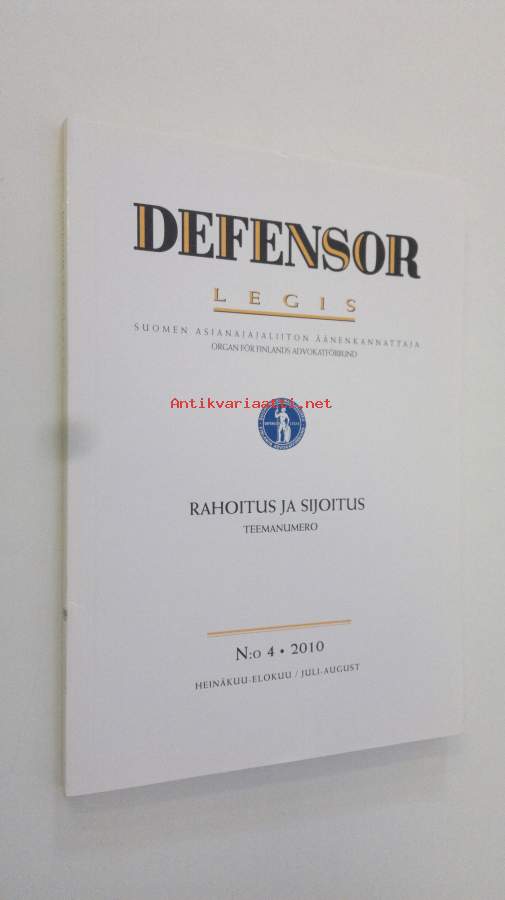 DEFENSOR
LEGIS
SUOMEN ASIANAJAJALIITON ÄÄNENKANNATTAJA
ORGAN FÖR FINLANDS ADVOKATFÖRBUND
Antikvariaatti.net
RAHOITUS JA SIJOITUS
TEEMANUMERO
N:O 4 • 2010
HEINÄKUU-ELOKUU / JULI-AUGUST